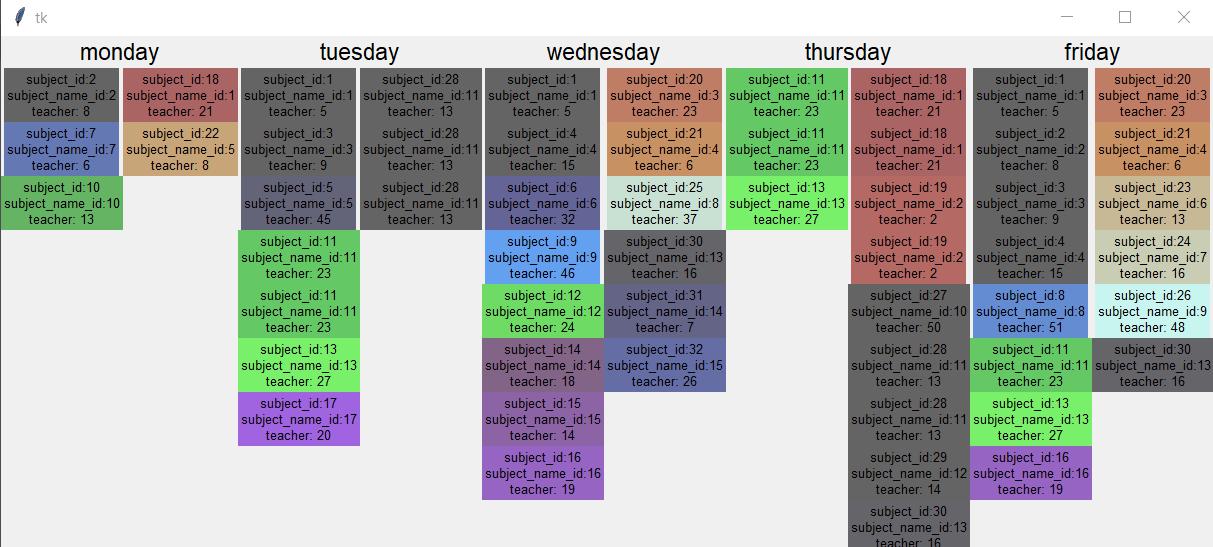 tk
monday
tuesday
wednesday
thursday
friday
subject_id:2
subject_name_id:2
teacher: 8
subject_id:7
subject_name_id:7
teacher: 6
subject_id:10
subject_name_id:10
teacher: 13
subject_id:18
subject_name_id:1
teacher: 21
subject_id:22
subject_name_id:5
teacher: 8
subject_id:1
subject_name_id:1
teacher: 5
subject_id:3
subject_name_id:3
teacher: 9
subject_id:5
subject_name_id:5
teacher: 45
subject_id:11
subject_name_id:11
teacher: 23
subject_id:11
subject_name_id:11
teacher: 23
subject_id:13
subject_name_id:13
teacher: 27
subject_id:17
subject_name_id:17
teacher: 20
subject_id:28
subject_name_id:11
teacher: 13
subject_id:28
subject_name_id:11
teacher: 13
subject_id:28
subject_name_id:11
teacher: 13
subject_id:1
subject_name_id:1
teacher: 5
subject_id:4
subject_name_id:4
teacher: 15
subject_id:6
subject_name_id:6
teacher: 32
subject_id:9
subject_name_id:9
teacher: 46
subject_id:12
subject_name_id:12
teacher: 24
subject_id:14
subject_name_id:14
teacher: 18
subject_id:15
subject_name_id:15
teacher: 14
subject_id:16
subject_name_id:16
teacher: 19
subject_id:20
subject_name_id:3
teacher: 23
subject_id:21
subject_name_id:4
teacher: 6
subject_id:25
subject_name_id:8
teacher: 37
subject_id:30
subject_name_id:13
teacher: 16
subject_id:31
subject_name_id:14
teacher: 7
subject_id:32
subject_name_id:15
teacher: 26
subject_id:11
subject_name_id:11
teacher: 23
subject_id:11
subject_name_id:11
teacher: 23
subject_id:13
subject_name_id:13
teacher: 27
subject_id:18
subject_name_id:1
teacher: 21
subject_id:18
subject_name_id:1
teacher: 21
subject_id:19
subject_name_id:2
teacher: 2
subject_id:19
subject_name_id:2
teacher: 2
subject_id:27
subject_name_id:10
teacher: 50
subject_id:28
subject_name_id:11
teacher: 13
subject_id:28
subject_name_id:11
teacher: 13
subject_id:29
subject_name_id:12
teacher: 14
subject_id:30
subject_name_id:13
teacher: 16
subject_id:1
subject_name_id:1
teacher: 5
subject_id:2
subject_name_id:2
teacher: 8
subject_id:3
subject_name_id:3
teacher: 9
subject_id:4
subject_name_id:4
teacher: 15
subject_id:8
subject_name_id:8
teacher: 51
subject_id:11
subject_name_id:11
teacher: 23
subject_id:13
subject_name_id:13
teacher: 27
subject_id:16
subject_name_id:16
teacher: 19
subject_id:20
subject_name_id:3
teacher: 23
subject_id:21
subject_name_id:4
teacher: 6
subject_id:23
subject_name_id:6
teacher: 13
subject_id:24
subject_name_id:7
teacher: 16
subject_id:26
subject_name_id:9
teacher: 48
subject_id:30
subject_name_id:13
teacher: 16